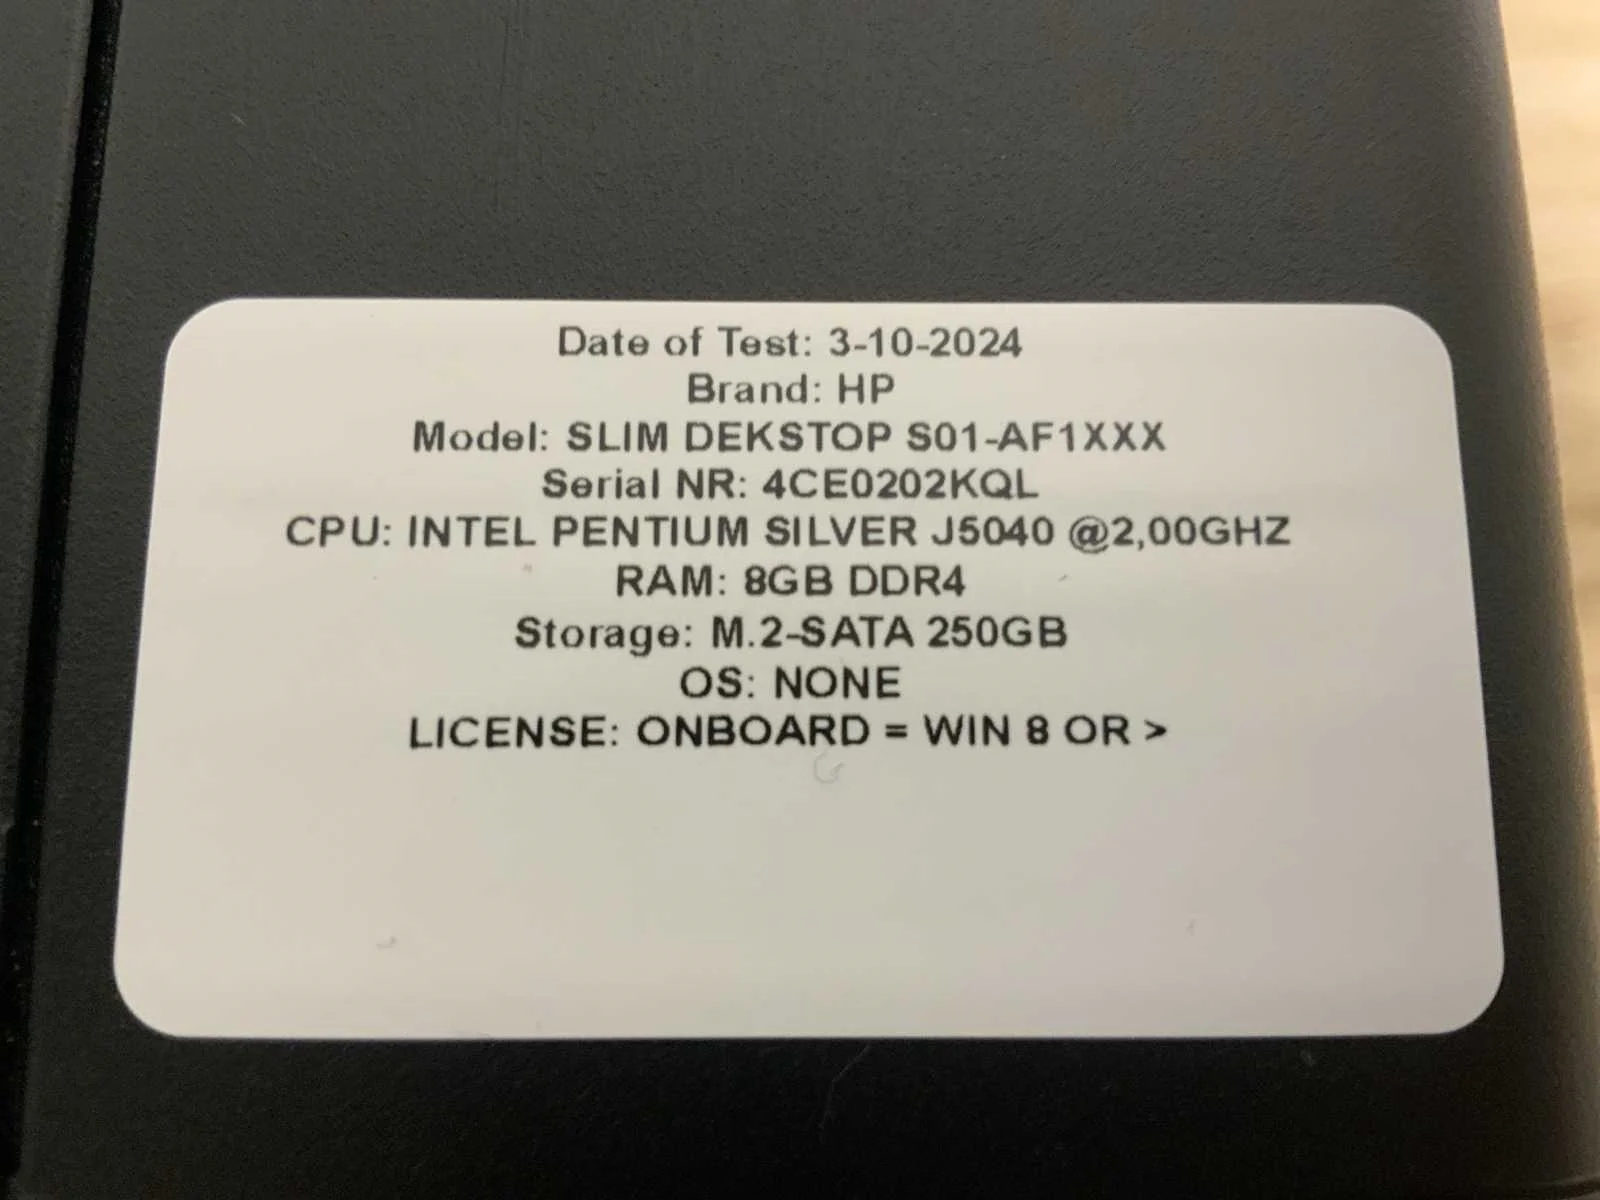 Date of Test: 3-10-2024
Brand: HP
Model: SLIM DEKSTOP S01-AF1XXX
Serial NR: 4CE0202KQL
CPU: INTEL PENTIUM SILVER J5040 @2,00GHZ
RAM: 8GB DDR4
Storage: M.2-SATA 250GB
OS: NONE
LICENSE: ONBOARD = WIN 8 OR >